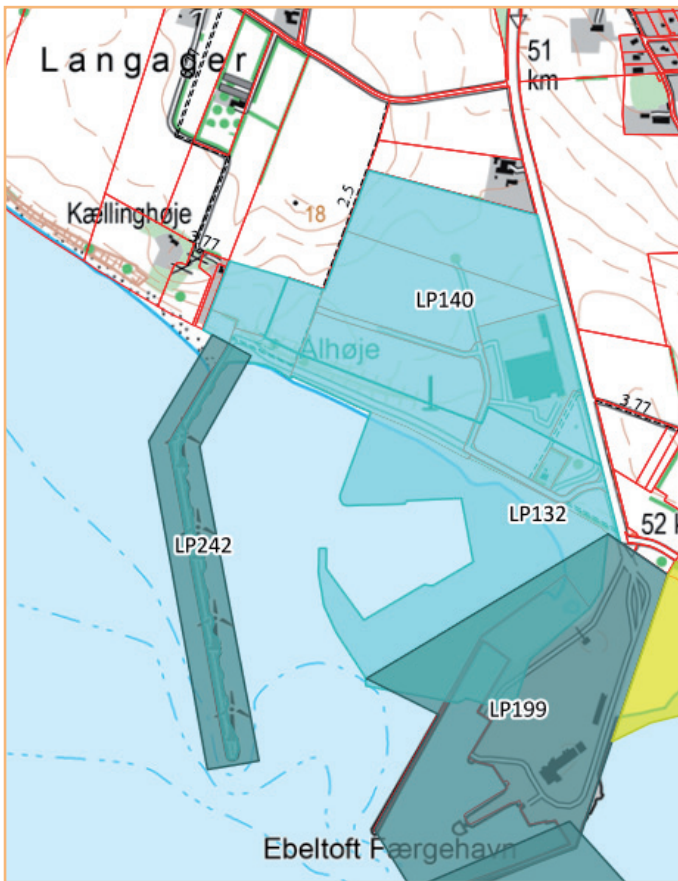 Langager
51
km
Kællinghøje
18
2.5
3.77
LP140
Alhøje
3.77
LP132
52 k
LP242
LP199
Ebeltoft Færgehavn